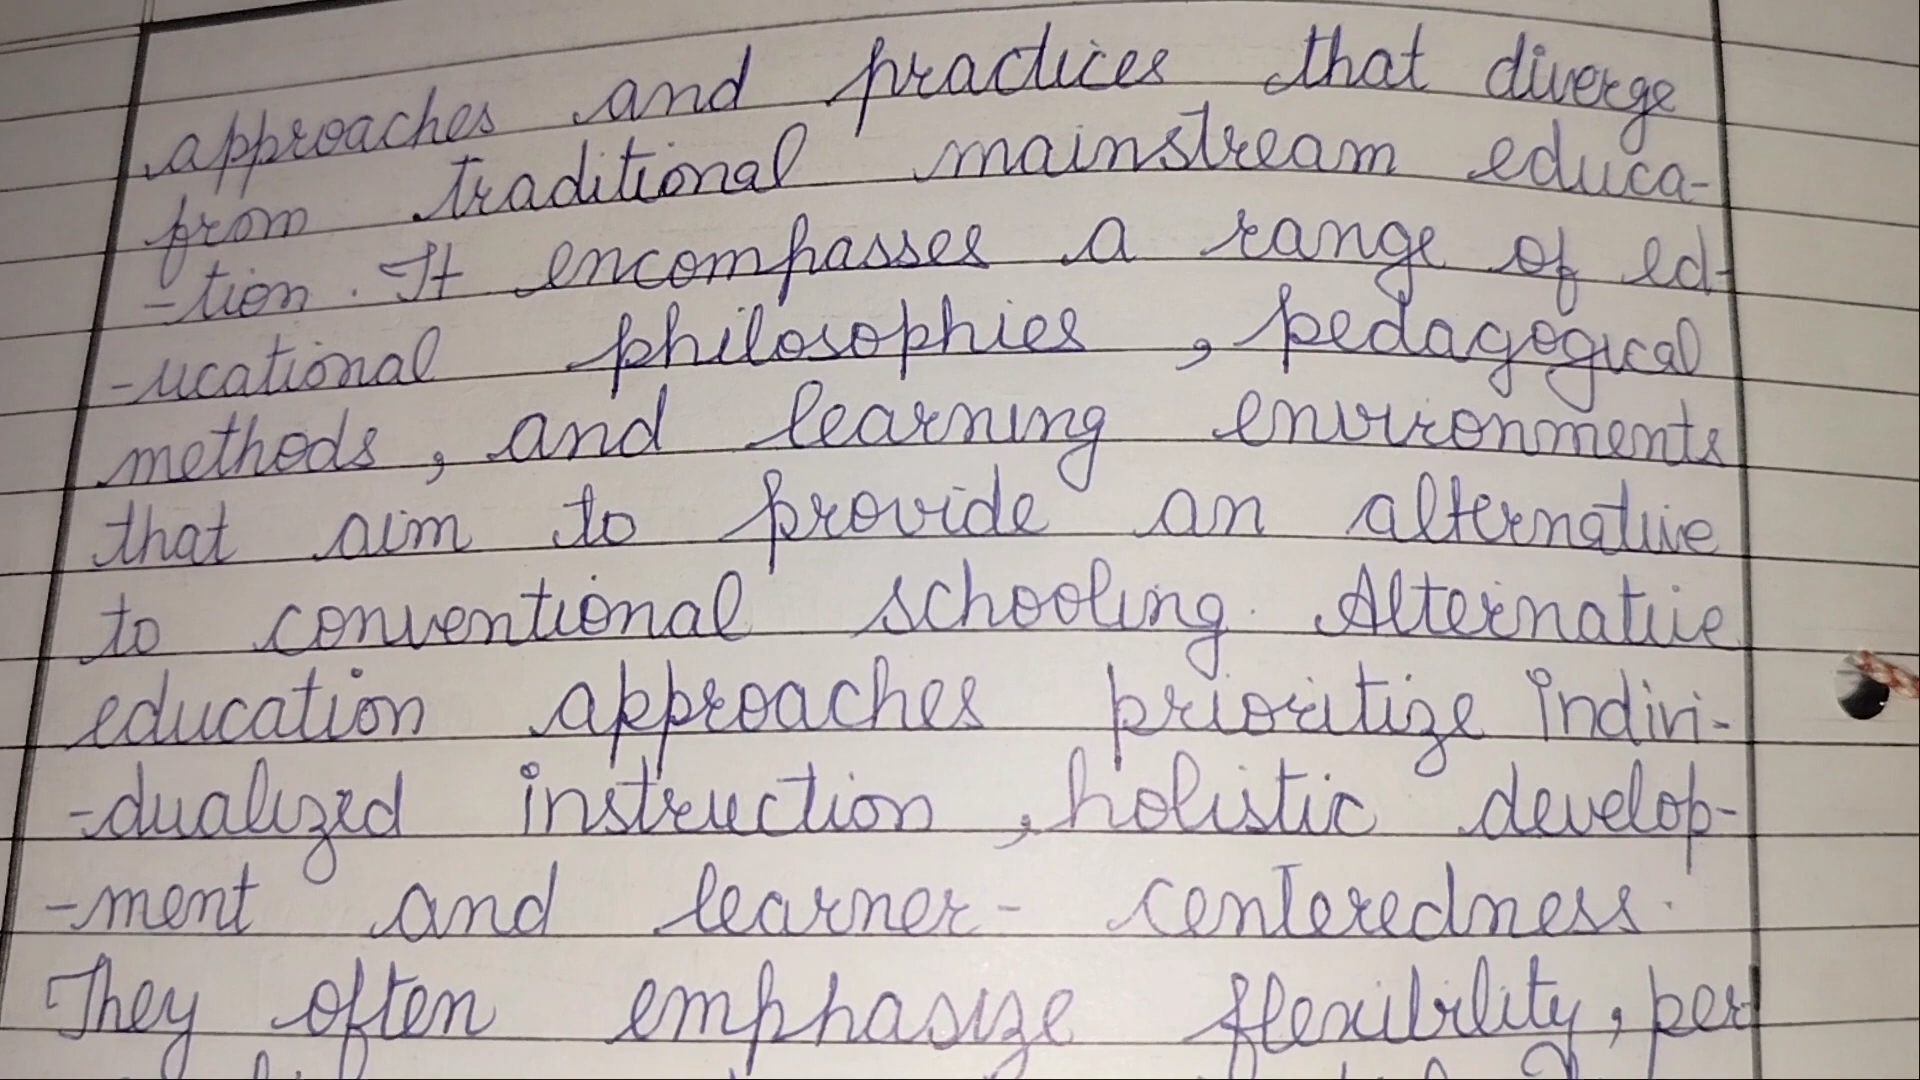 approaches and practices that diverge
from traditional mainstream educa-
-tion. It encompasses a range of ed-
-ucational philosophies, pedagogical
methods, and learning environments
that aim to provide an alternative
to conventional schooling. Alternative
education approaches prioritize indivi-
-dualized instruction, holistic develop-
-ment and learner- centeredness.
They often emphasize flexibility, per